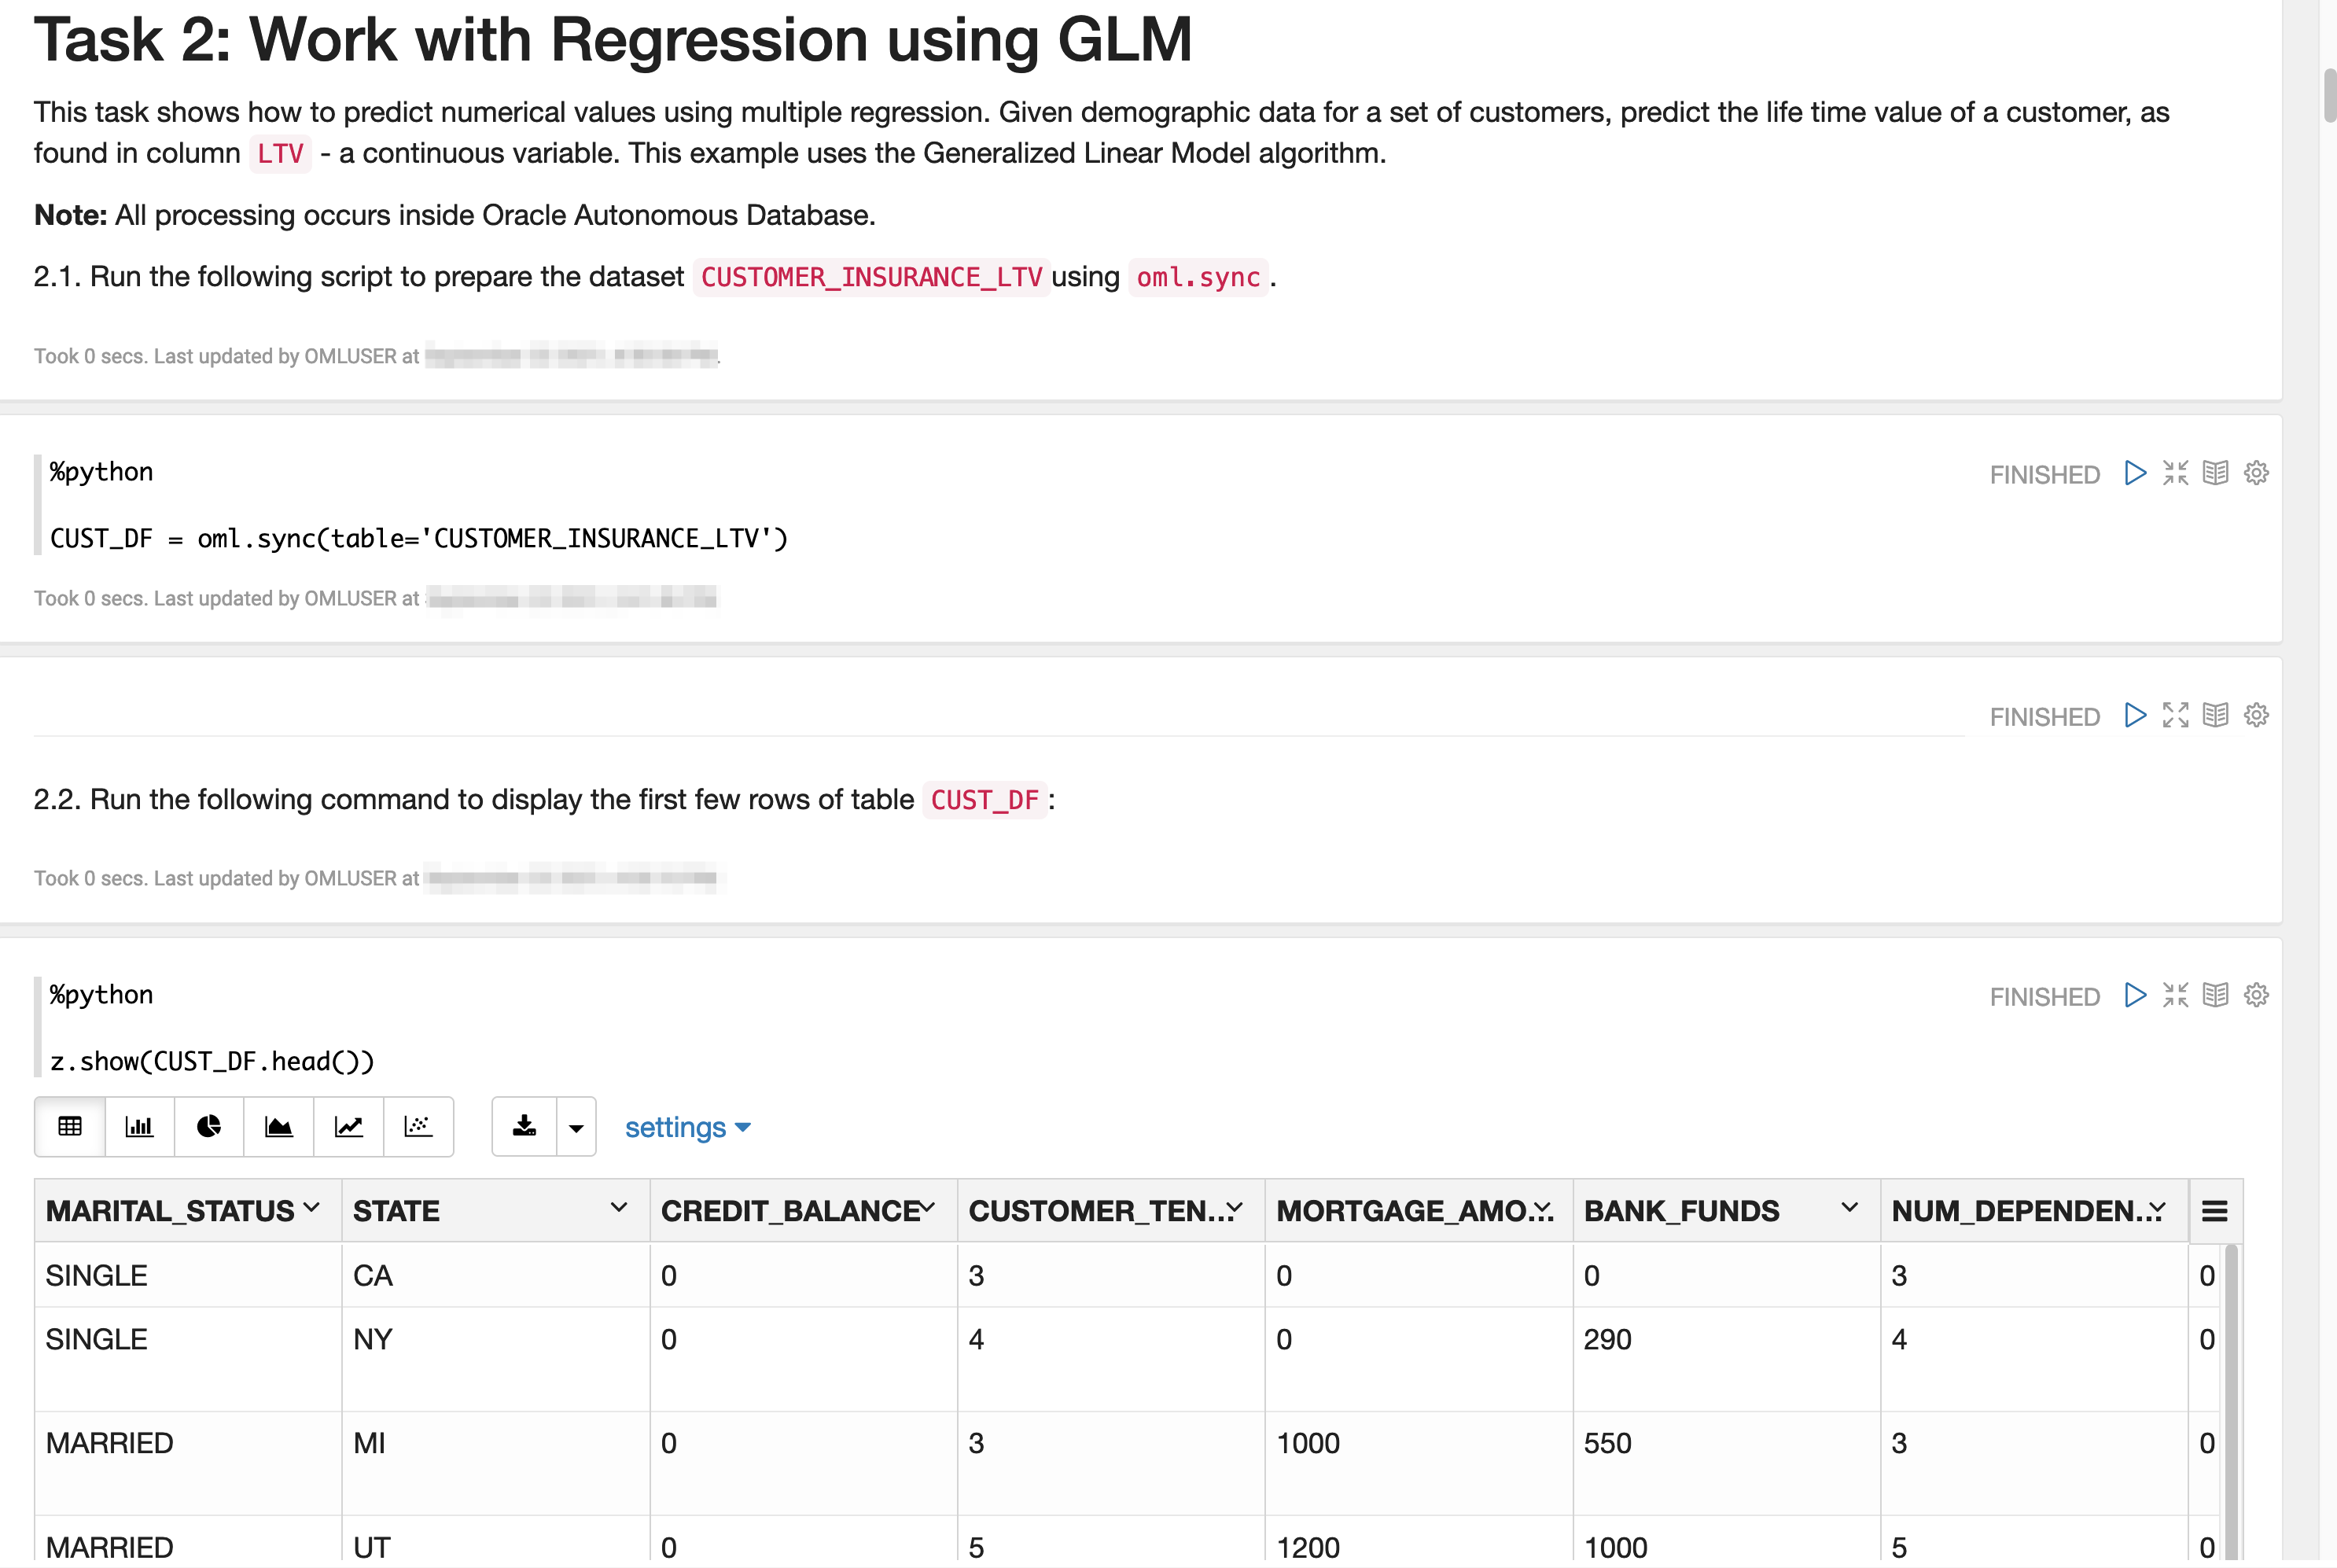 Task 2: Work with Regression using GLM
This task shows how to predict numerical values using multiple regression. Given demographic data for a set of customers, predict the life time value of a customer, as
found in column LTV - a continuous variable. This example uses the Generalized Linear Model algorithm.
Note: All processing occurs inside Oracle Autonomous Database.
2.1. Run the following script to prepare the dataset CUSTOMER_INSURANCE_LTV using oml.sync.
Took 0 secs. Last updated by OMLUSER at
%python
FINISHED
CUST_DF = oml.sync(table='CUSTOMER_INSURANCE_LTV')
Took 0 secs. Last updated by OMLUSER at
FINISHED
2.2. Run the following command to display the first few rows of table CUST_DF:
Took 0 secs. Last updated by OMLUSER at
%python
FINISHED
z.show(CUST_DF.head())
settings
MARITAL_STATUS STATE CREDIT_BALANCE CUSTOMER_TEN... MORTGAGE_AMO... BANK_FUNDS NUM_DEPENDEN...
SINGLE CA 0 3 0 0 3 0
SINGLE NY 0 4 0 290 4 0
MARRIED MI 0 3 1000 550 3 0
MARRIED UT 0 5 1200 1000 5 0